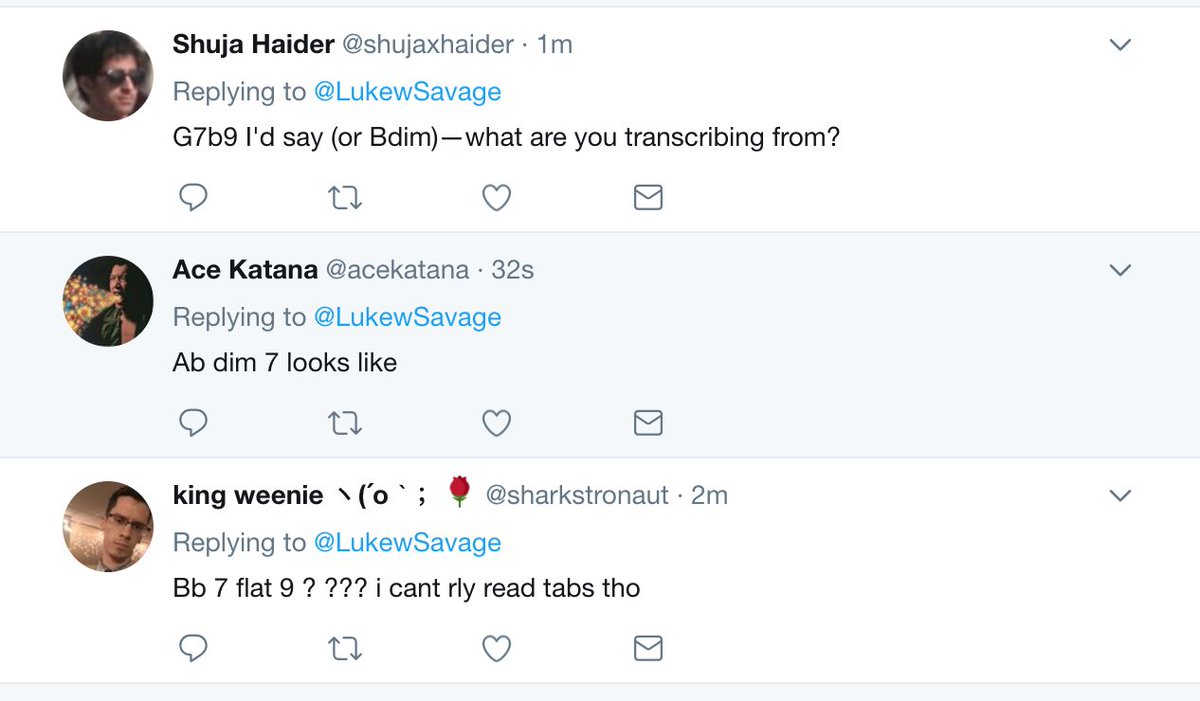 Shuja Haider @shujaxhaider · 1m
Replying to @LukewSavage
G7b9 I'd say (or Bdim)—what are you transcribing from?
Ace Katana @acekatana · 32s
Replying to @LukewSavage
Ab dim 7 looks like
king weenie ヽ(´o｀； 🌹 @sharkstronaut · 2m
Replying to @LukewSavage
Bb 7 flat 9 ? ??? i cant rly read tabs tho